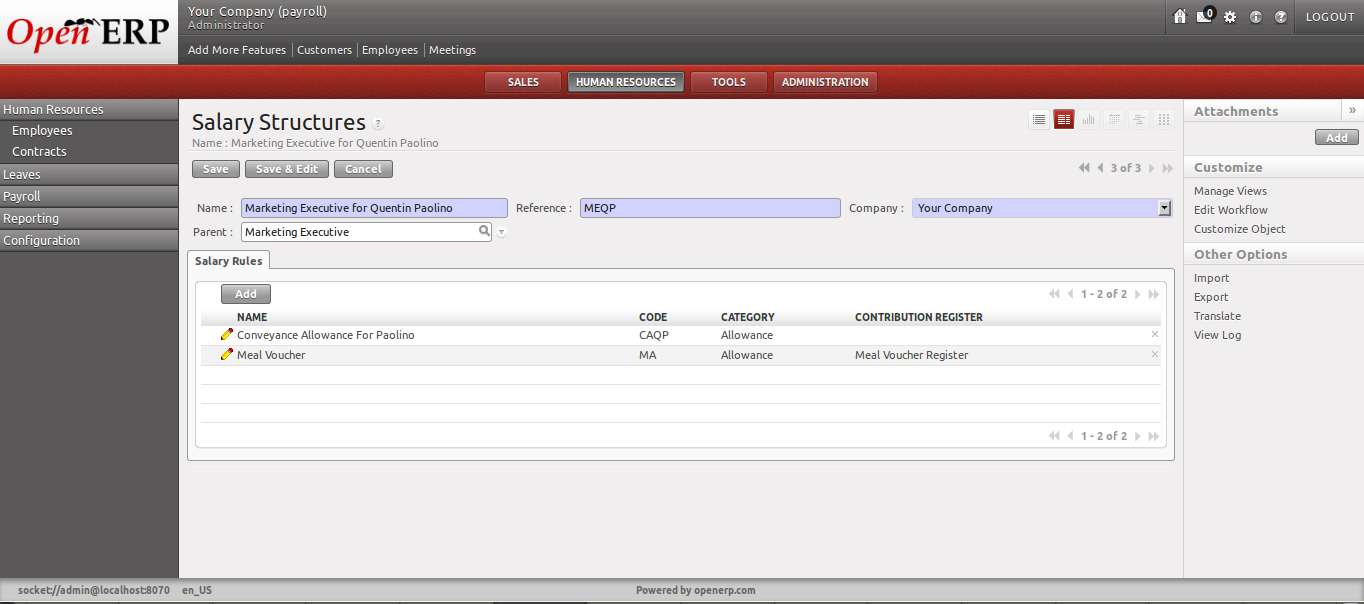 Open ERP
Your Company (payroll)
Administrator
0
LOGOUT
Add More Features Customers Employees Meetings
SALES HUMAN RESOURCES TOOLS ADMINISTRATION
Human Resources
Employees
Contracts
Leaves
Payroll
Reporting
Configuration
Salary Structures ?
Name : Marketing Executive for Quentin Paolino
Save Save & Edit Cancel
3 of 3
Name : Marketing Executive for Quentin Paolino Reference : MEQP Company : Your Company
Parent : Marketing Executive
Salary Rules
Add
1 - 2 of 2
NAME CODE CATEGORY CONTRIBUTION REGISTER
Conveyance Allowance For Paolino CAQP Allowance
Meal Voucher MA Allowance Meal Voucher Register
1 - 2 of 2
Attachments »
Add
Customize
Manage Views
Edit Workflow
Customize Object
Other Options
Import
Export
Translate
View Log
socket://admin@localhost:8070 en_US Powered by openerp.com